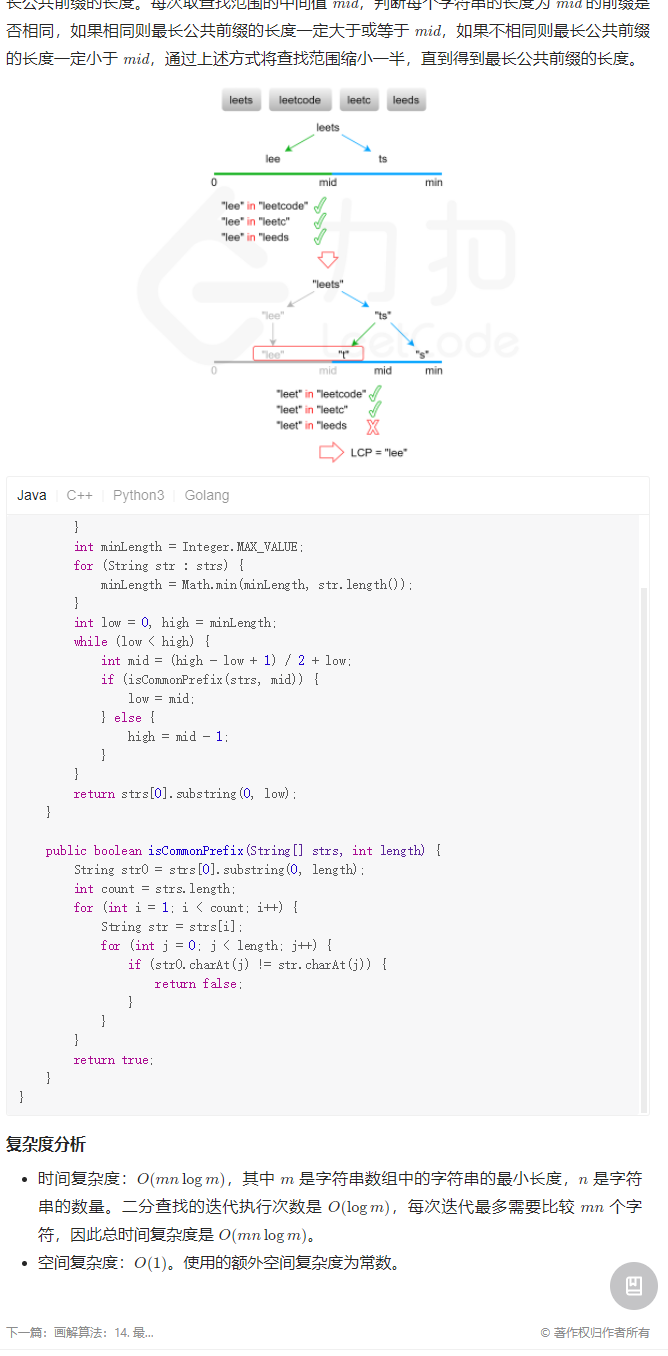 长公共前缀的长度。每次取查找范围的中间值 mid，判断每个字符串的长度为 mid 的前缀是
否相同，如果相同则最长公共前缀的长度一定大于或等于 mid，如果不相同则最长公共前缀
的长度一定小于 mid，通过上述方式将查找范围缩小一半，直到得到最长公共前缀的长度。
leets leetcode leetc leeds
leets
lee ts
0 mid min
"lee" in "leetcode"
"lee" in "leetc"
"lee" in "leeds
力扣
LeetCode
"leets"
"lee" "ts"
"lee" "t" "s"
0 mid mid min
"leet" in "leetcode"
"leet" in "leetc"
"leet" in "leeds
LCP = "lee"
Java C++ Python3 Golang
        }
        int minLength = Integer.MAX_VALUE;
        for (String str : strs) {
            minLength = Math.min(minLength, str.length());
        }
        int low = 0, high = minLength;
        while (low < high) {
            int mid = (high - low + 1) / 2 + low;
            if (isCommonPrefix(strs, mid)) {
                low = mid;
            } else {
                high = mid - 1;
            }
        }
        return strs[0].substring(0, low);
    }
    public boolean isCommonPrefix(String[] strs, int length) {
        String str0 = strs[0].substring(0, length);
        int count = strs.length;
        for (int i = 1; i < count; i++) {
            String str = strs[i];
            for (int j = 0; j < length; j++) {
                if (str0.charAt(j) != str.charAt(j)) {
                    return false;
                }
            }
        }
        return true;
    }
}
复杂度分析
• 时间复杂度：O(mn log m)，其中 m 是字符串数组中的字符串的最小长度，n 是字符
串的数量。二分查找的迭代执行次数是 O(log m)，每次迭代最多需要比较 mn 个字
符，因此总时间复杂度是 O(mn log m)。
• 空间复杂度：O(1)。使用的额外空间复杂度为常数。
下一篇：画解算法：14. 最... © 著作权归作者所有